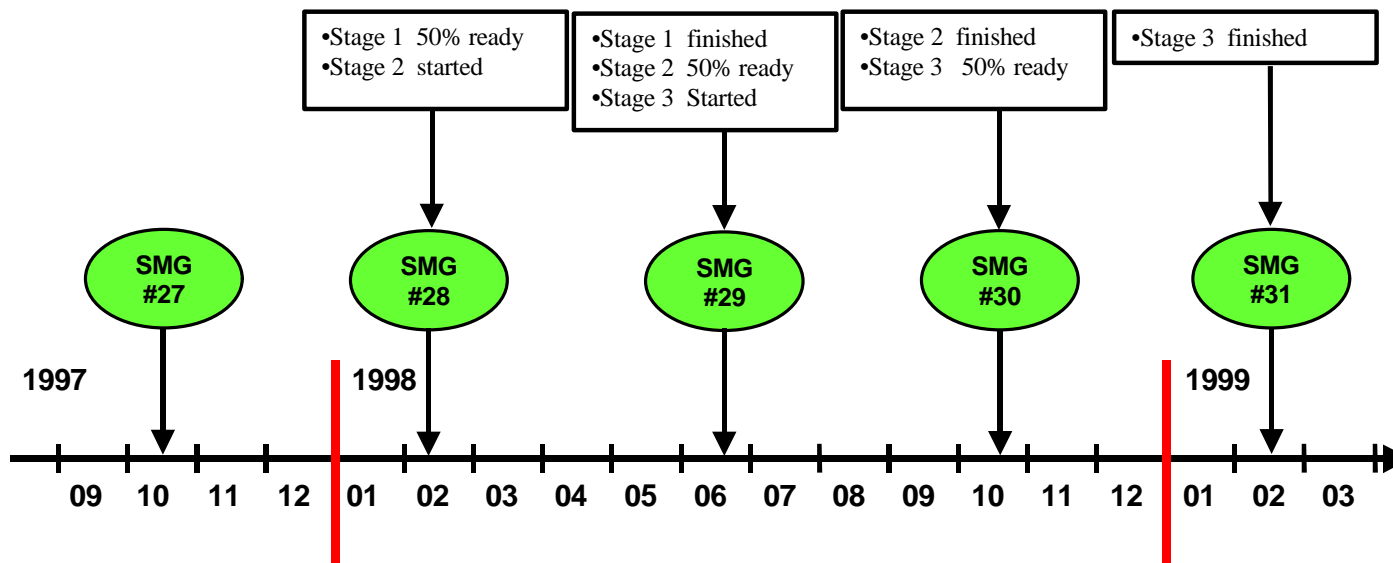 •Stage 1 50% ready
•Stage 2 started
•Stage 1 finished
•Stage 2 50% ready
•Stage 3 Started
•Stage 2 finished
•Stage 3 50% ready
•Stage 3 finished
SMG
#27
SMG
#28
SMG
#29
SMG
#30
SMG
#31
1997
1998
1999
09 10 11 12 01 02 03 04 05 06 07 08 09 10 11 12 01 02 03